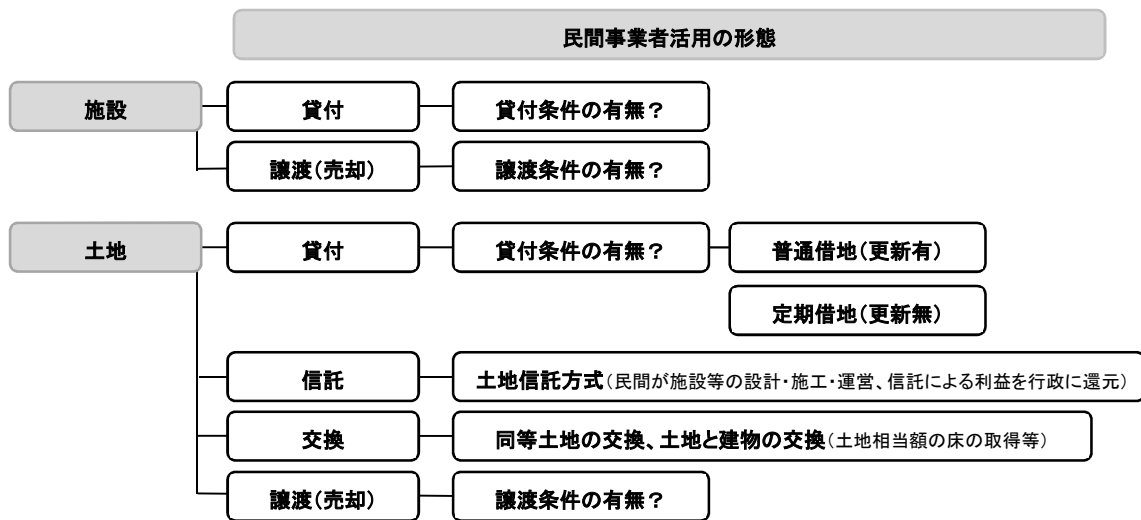 民間事業者活用の形態
施設
貸付
貸付条件の有無？
譲渡（売却）
譲渡条件の有無？
土地
貸付
貸付条件の有無？
普通借地（更新有）
定期借地（更新無）
信託
土地信託方式（民間が施設等の設計・施工・運営、信託による利益を行政に還元）
交換
同等土地の交換、土地と建物の交換（土地相当額の床の取得等）
譲渡（売却）
譲渡条件の有無？